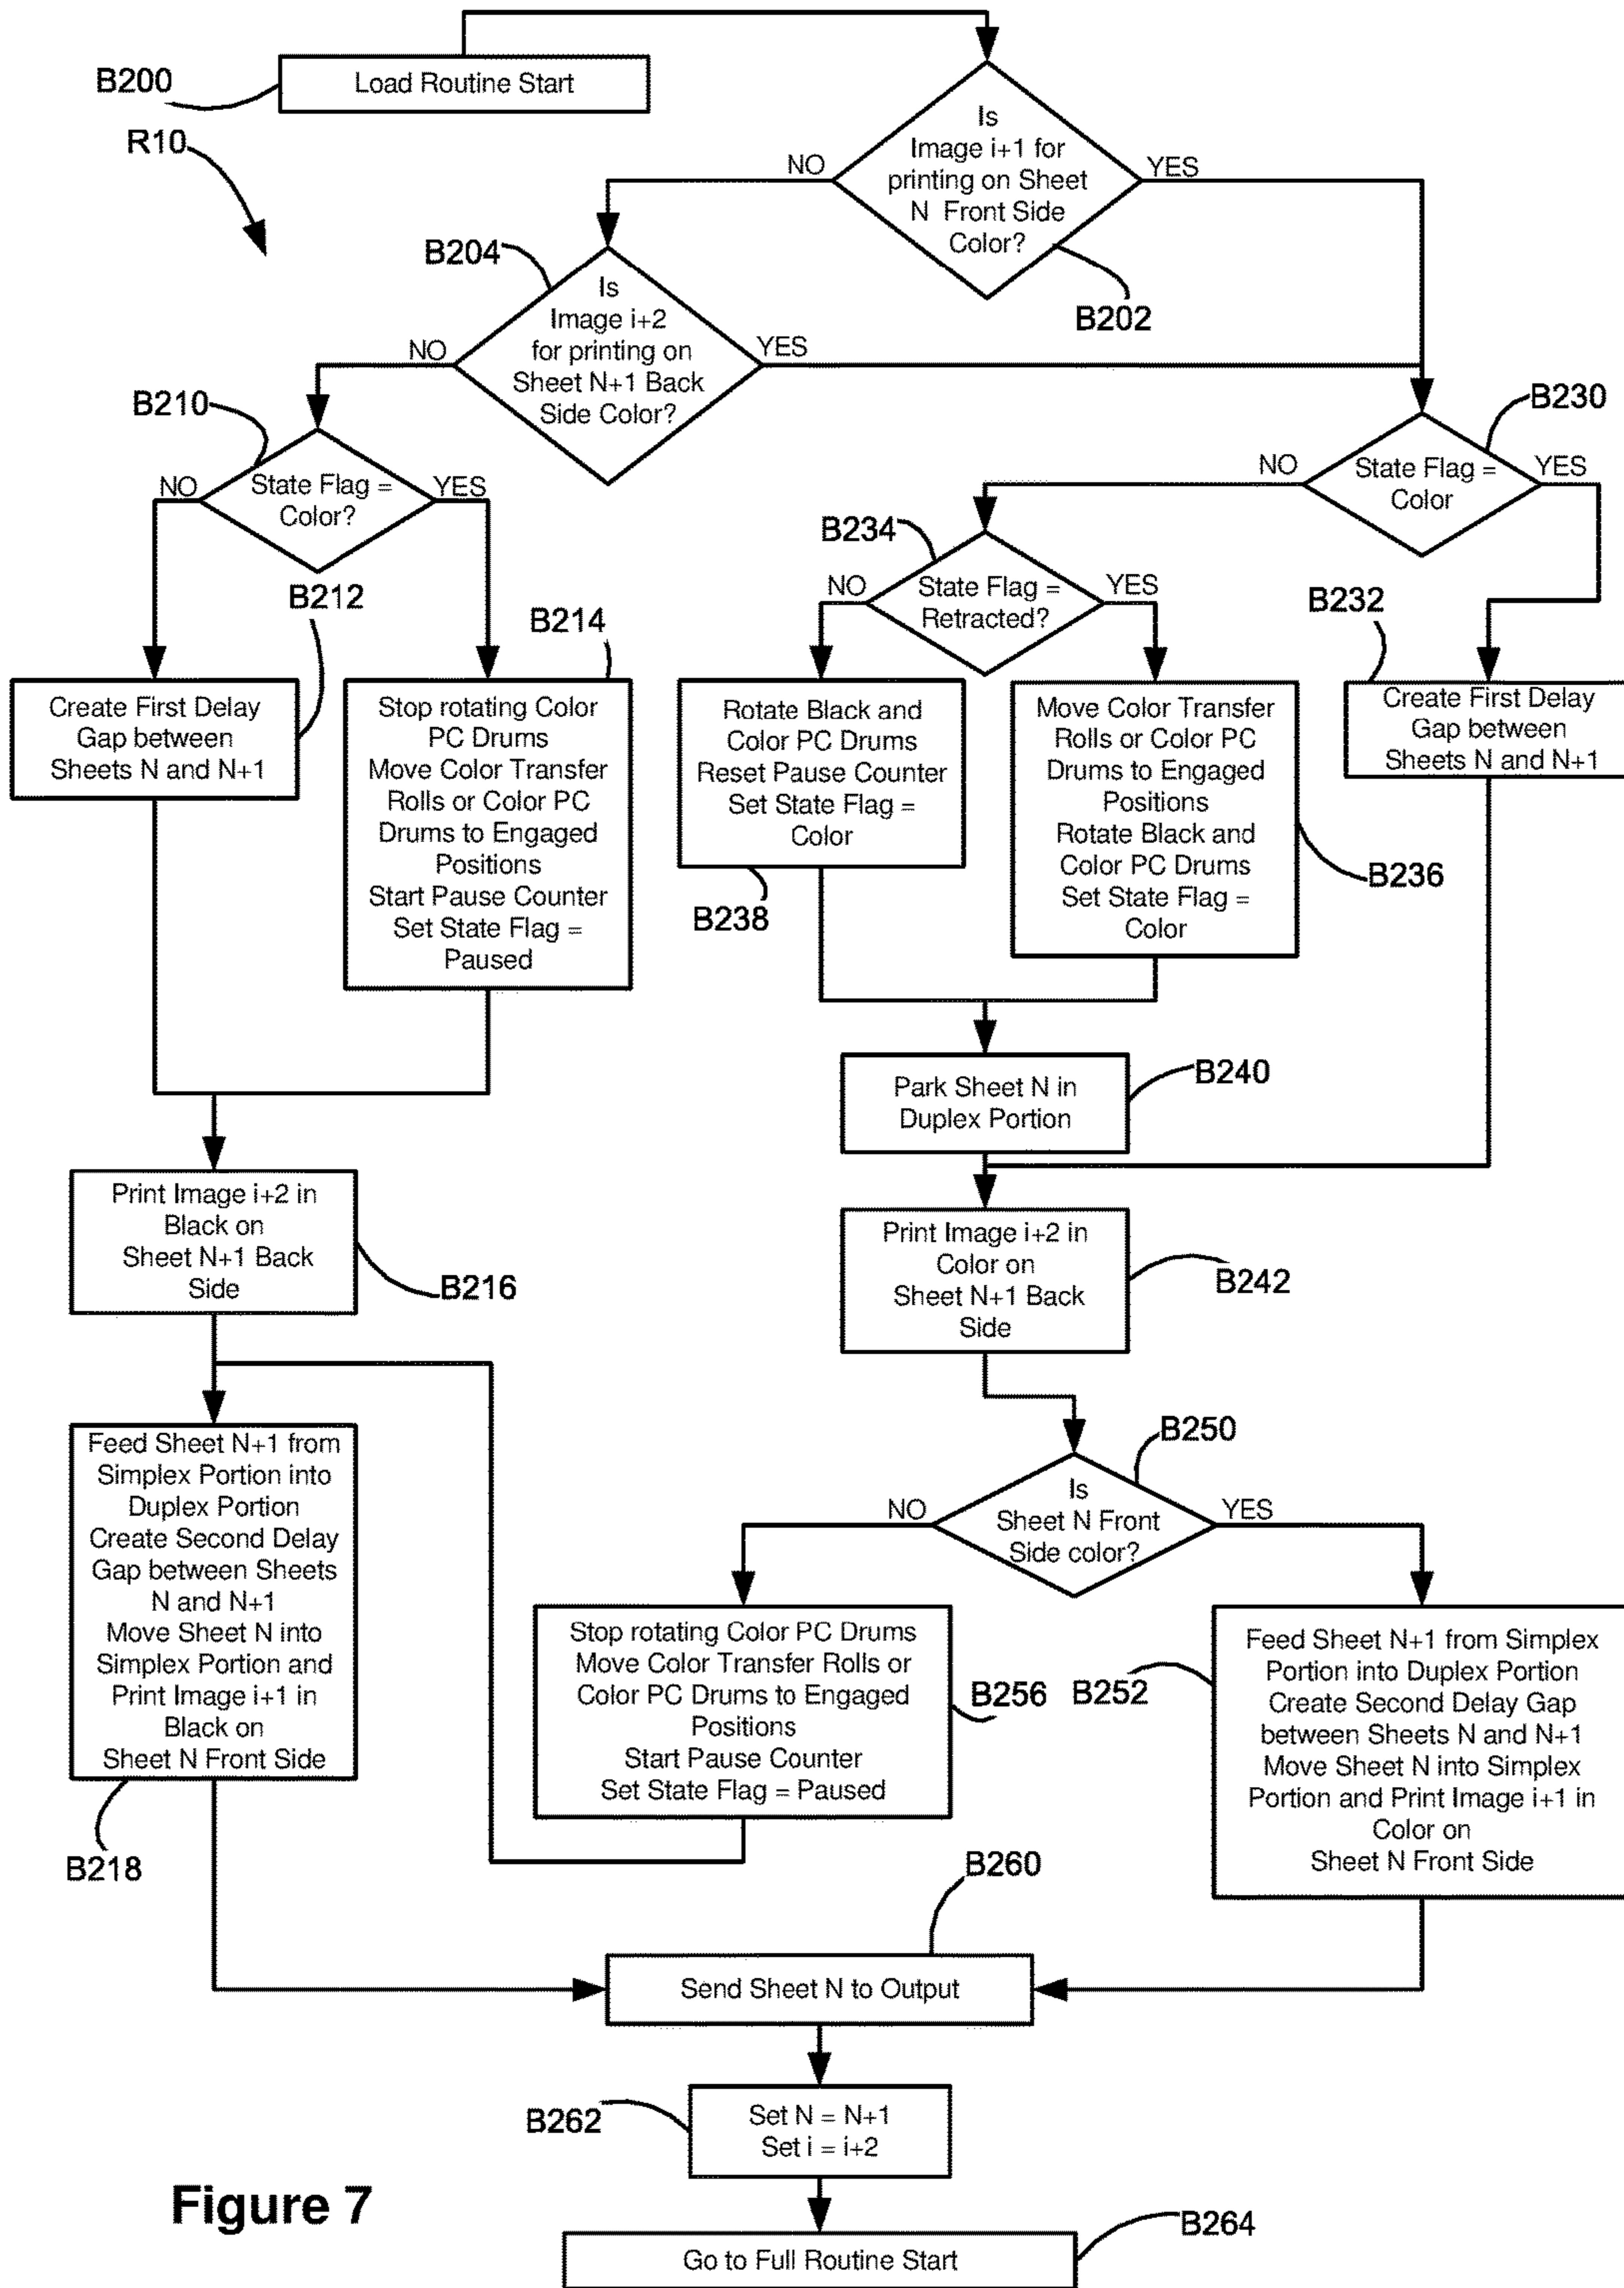 B200
Load Routine Start
R10
Is
Image i+1 for
printing on Sheet
N Front Side
Color?
NO
YES
B202
B204
Is
Image i+2
for printing on
Sheet N+1 Back
Side Color?
NO
YES
B210
State Flag =
Color?
NO
YES
B230
State Flag =
Color
NO
YES
B234
State Flag =
Retracted?
NO
YES
B212
Create First Delay
Gap between
Sheets N and N+1
B214
Stop rotating Color
PC Drums
Move Color Transfer
Rolls or Color PC
Drums to Engaged
Positions
Start Pause Counter
Set State Flag =
Paused
Rotate Black and
Color PC Drums
Reset Pause Counter
Set State Flag =
Color
B238
Move Color Transfer
Rolls or Color PC
Drums to Engaged
Positions
Rotate Black and
Color PC Drums
Set State Flag =
Color
B236
B232
Create First Delay
Gap between
Sheets N and N+1
Park Sheet N in
Duplex Portion
B240
Print Image i+2 in
Black on
Sheet N+1 Back
Side
B216
Print Image i+2 in
Color on
Sheet N+1 Back
Side
B242
Feed Sheet N+1 from
Simplex Portion into
Duplex Portion
Create Second Delay
Gap between Sheets
N and N+1
Move Sheet N into
Simplex Portion and
Print Image i+1 in
Black on
Sheet N Front Side
B218
B250
Is
Sheet N Front
Side color?
NO
YES
Stop rotating Color PC Drums
Move Color Transfer Rolls or
Color PC Drums to Engaged
Positions
Start Pause Counter
Set State Flag = Paused
B256
B252
Feed Sheet N+1 from Simplex
Portion into Duplex Portion
Create Second Delay Gap
between Sheets N and N+1
Move Sheet N into Simplex
Portion and Print Image i+1 in
Color on
Sheet N Front Side
B260
Send Sheet N to Output
B262
Set N = N+1
Set i = i+2
B264
Go to Full Routine Start
Figure 7